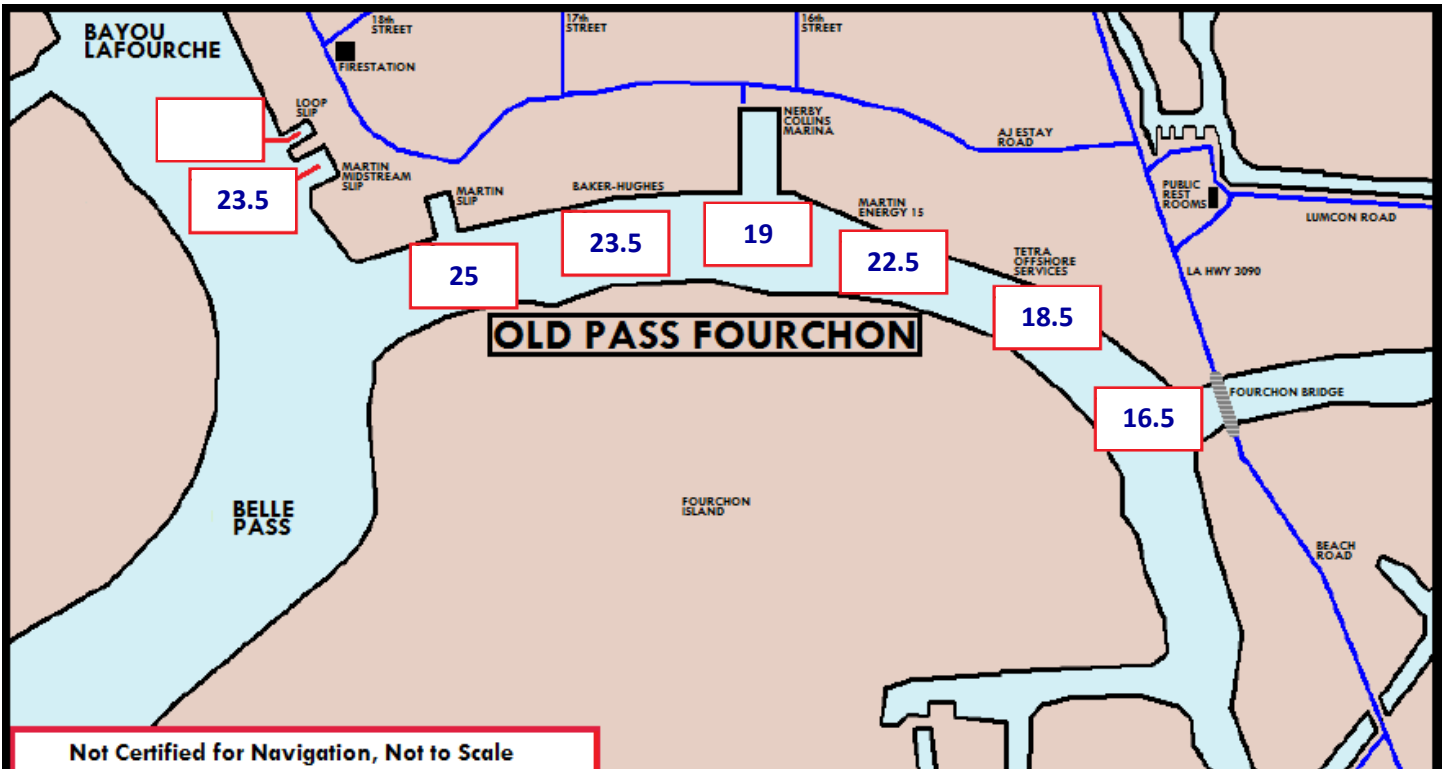 BAYOU
LAFOURCHE
18th
STREET
17th
STREET
16th
STREET
FIRESTATION
LOOP
SLIP
NERBY
COLLINS
MARINA
AJ ESTAY
ROAD
MARTIN
MIDSTREAM
SLIP
23.5
MARTIN
SLIP
BAKER-HUGHES
MARTIN
ENERGY 15
PUBLIC
REST
ROOMS
LUMCON ROAD
25
23.5
19
22.5
TETRA
OFFSHORE
SERVICES
LA HWY 3090
18.5
OLD PASS FOURCHON
16.5
FOURCHON BRIDGE
BELLE
PASS
FOURCHON
ISLAND
BEACH
ROAD
Not Certified for Navigation, Not to Scale